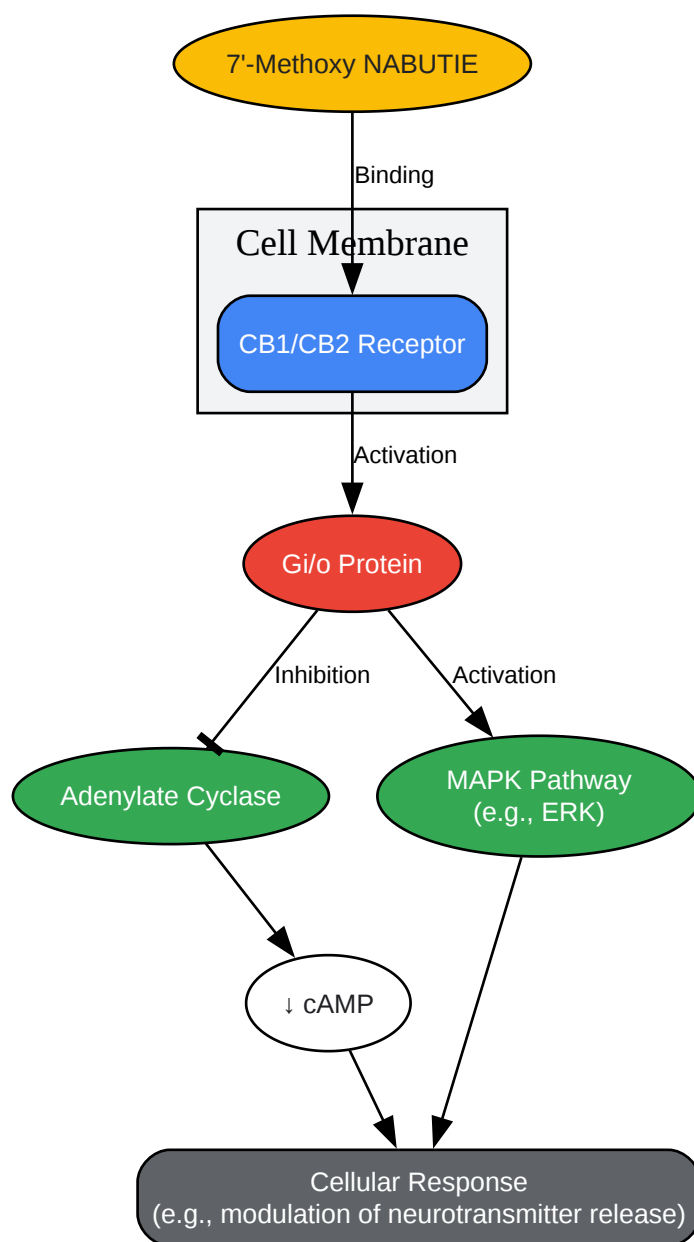 7'-Methoxy NABUTIE
Binding
Cell Membrane
CB1/CB2 Receptor
Activation
Gi/o Protein
Inhibition
Activation
Adenylate Cyclase
MAPK Pathway
(e.g., ERK)
↓ cAMP
Cellular Response
(e.g., modulation of neurotransmitter release)